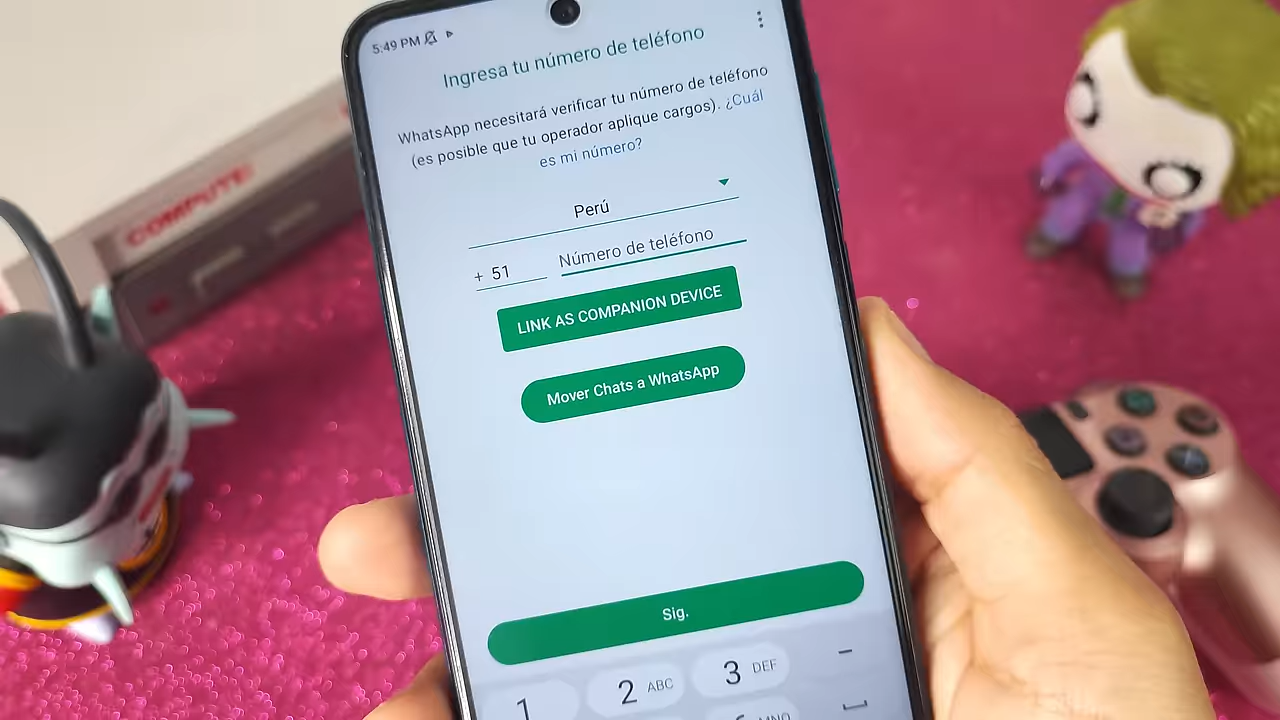 5:49 PM
Ingresa tu número de teléfono
WhatsApp necesitará verificar tu número de teléfono
(es posible que tu operador aplique cargos). ¿Cuál
es mi número?
Perú
+ 51 Número de teléfono
LINK AS COMPANION DEVICE
Mover Chats a WhatsApp
Sig.
1 2 ABC 3 DEF −
MNO
COMPUTE